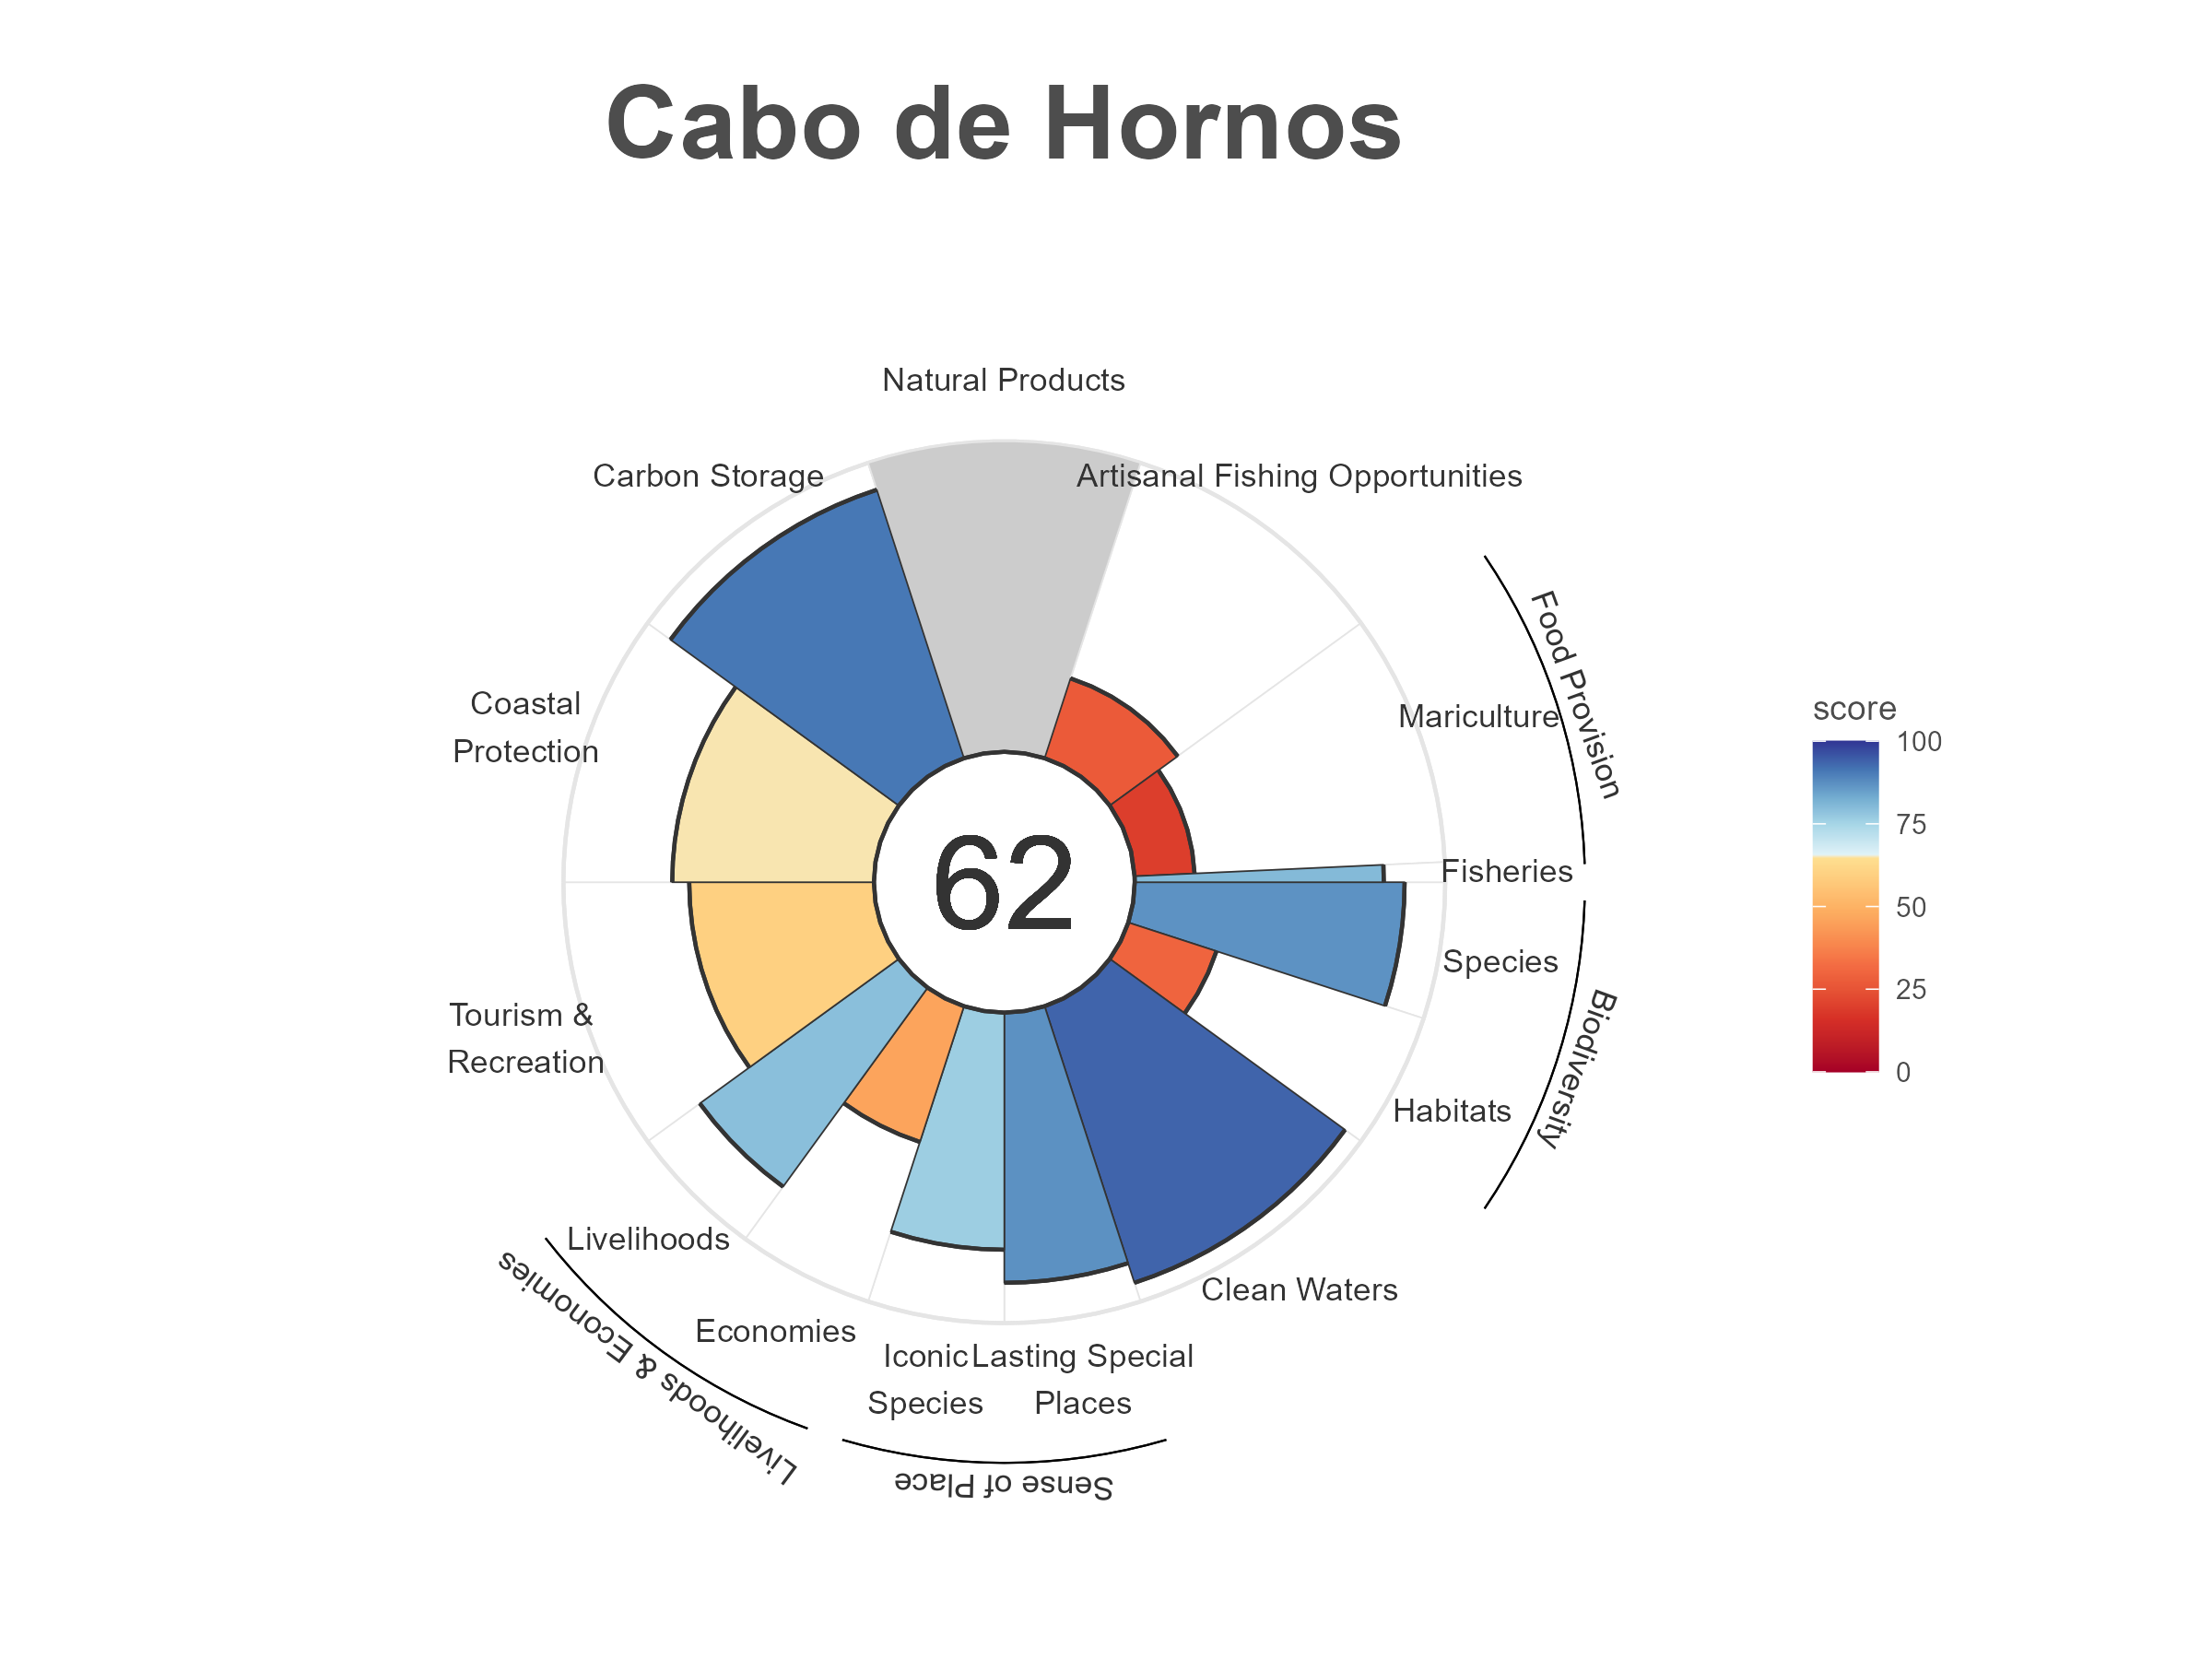 Cabo de Hornos
Natural Products
Carbon Storage
Artisanal Fishing Opportunities
Food Provision
Coastal
Protection
Mariculture
score
100
75
50
25
0
62
Fisheries
Species
Biodiversity
Tourism &
Recreation
Habitats
Livelihoods
Livelihoods & Economies
Clean Waters
Economies
Iconic
Species
Lasting Special
Places
Sense of Place